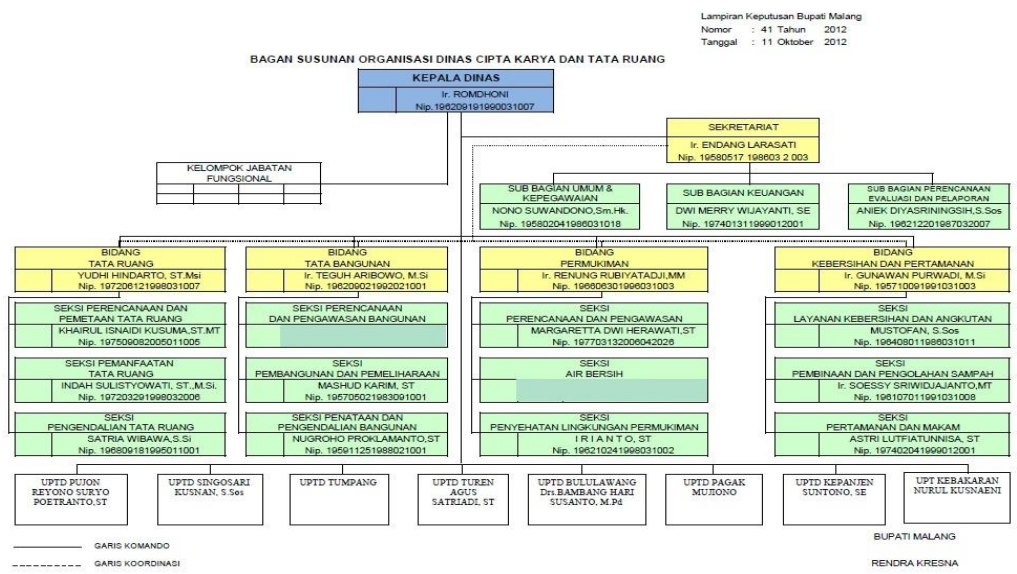 Lampiran Keputusan Bupati Malang
Nomor : 41 Tahun 2012
Tanggal : 11 Oktober 2012
BAGAN SUSUNAN ORGANISASI DINAS CIPTA KARYA DAN TATA RUANG
KEPALA DINAS
Ir. ROMDHONI
Nip. 196209191990031007
SEKRETARIAT
Ir. ENDANG LARASATI
Nip. 19580517 198603 2 003
KELOMPOK JABATAN
FUNGSIONAL
SUB BAGIAN UMUM &
KEPEGAWAIAN
NONO SUWANDONO,Sm.Hk.
Nip. 195802041986031018
SUB BAGIAN KEUANGAN
DWI MERRY WIJAYANTI, SE
Nip. 197401311999012001
SUB BAGIAN PERENCANAAN
EVALUASI DAN PELAPORAN
ANIEK DIYASRININGSIH,S.Sos
Nip. 196212201987032007
BIDANG
TATA RUANG
YUDHI HINDARTO, ST.Msi
Nip. 197206121998031007
SEKSI PERENCANAAN DAN
PEMETAAN TATA RUANG
KHAIRUL ISNAIDI KUSUMA,ST.MT
Nip. 197509082005011005
SEKSI PEMANFAATAN
TATA RUANG
INDAH SULISTYOWATI, ST.,M.Si.
Nip. 197203291998032006
SEKSI
PENGENDALIAN TATA RUANG
SATRIA WIBAWA,S.Si
Nip. 196809181995011001
BIDANG
TATA BANGUNAN
Ir. TEGUH ARIBOWO, M.Si
Nip. 196209021992021001
SEKSI PERENCANAAN
DAN PENGAWASAN BANGUNAN
SEKSI
PEMBANGUNAN DAN PEMELIHARAAN
MASHUD KARIM, ST
Nip. 195705021983091001
SEKSI PENATAAN DAN
PENGENDALIAN BANGUNAN
NUGROHO PROKLAMANTO,ST
Nip. 195911251988021001
BIDANG
PERMUKIMAN
Ir. RENUNG RUBIYATADJI,MM
Nip. 196606301996031003
SEKSI
PERENCANAAN DAN PENGAWASAN
MARGARETTA DWI HERAWATI,ST
Nip. 197703132006042026
SEKSI
AIR BERSIH
SEKSI
PENYEHATAN LINGKUNGAN PERMUKIMAN
I R I A N T O, ST
Nip. 196210241998031002
BIDANG
KEBERSIHAN DAN PERTAMANAN
Ir. GUNAWAN PURWADI, M.Si
Nip. 195710091991031003
SEKSI
LAYANAN KEBERSIHAN DAN ANGKUTAN
MUSTOFAN, S.Sos
Nip. 196408011986031011
SEKSI
PEMBINAAN DAN PENGOLAHAN SAMPAH
Ir. SOESSY SRIWIDJAJANTO,MT
Nip. 196107011991031008
SEKSI
PERTAMANAN DAN MAKAM
ASTRI LUTFIATUNNISA, ST
Nip. 197402041999012001
UPTD PUJON
REYONO SURYO
POETRANTO,ST
UPTD SINGOSARI
KUSNAN, S.Sos
UPTD TUMPANG
UPTD TUREN
AGUS
SATRIADI, ST
UPTD BULULAWANG
Drs.BAMBANG HARI
SUSANTO, M.Pd
UPTD PAGAK
MUJIONO
UPTD KEPANJEN
SUNTONO, SE
UPT KEBAKARAN
NURUL KUSNAENI
GARIS KOMANDO
GARIS KOORDINASI
BUPATI MALANG
RENDRA KRESNA